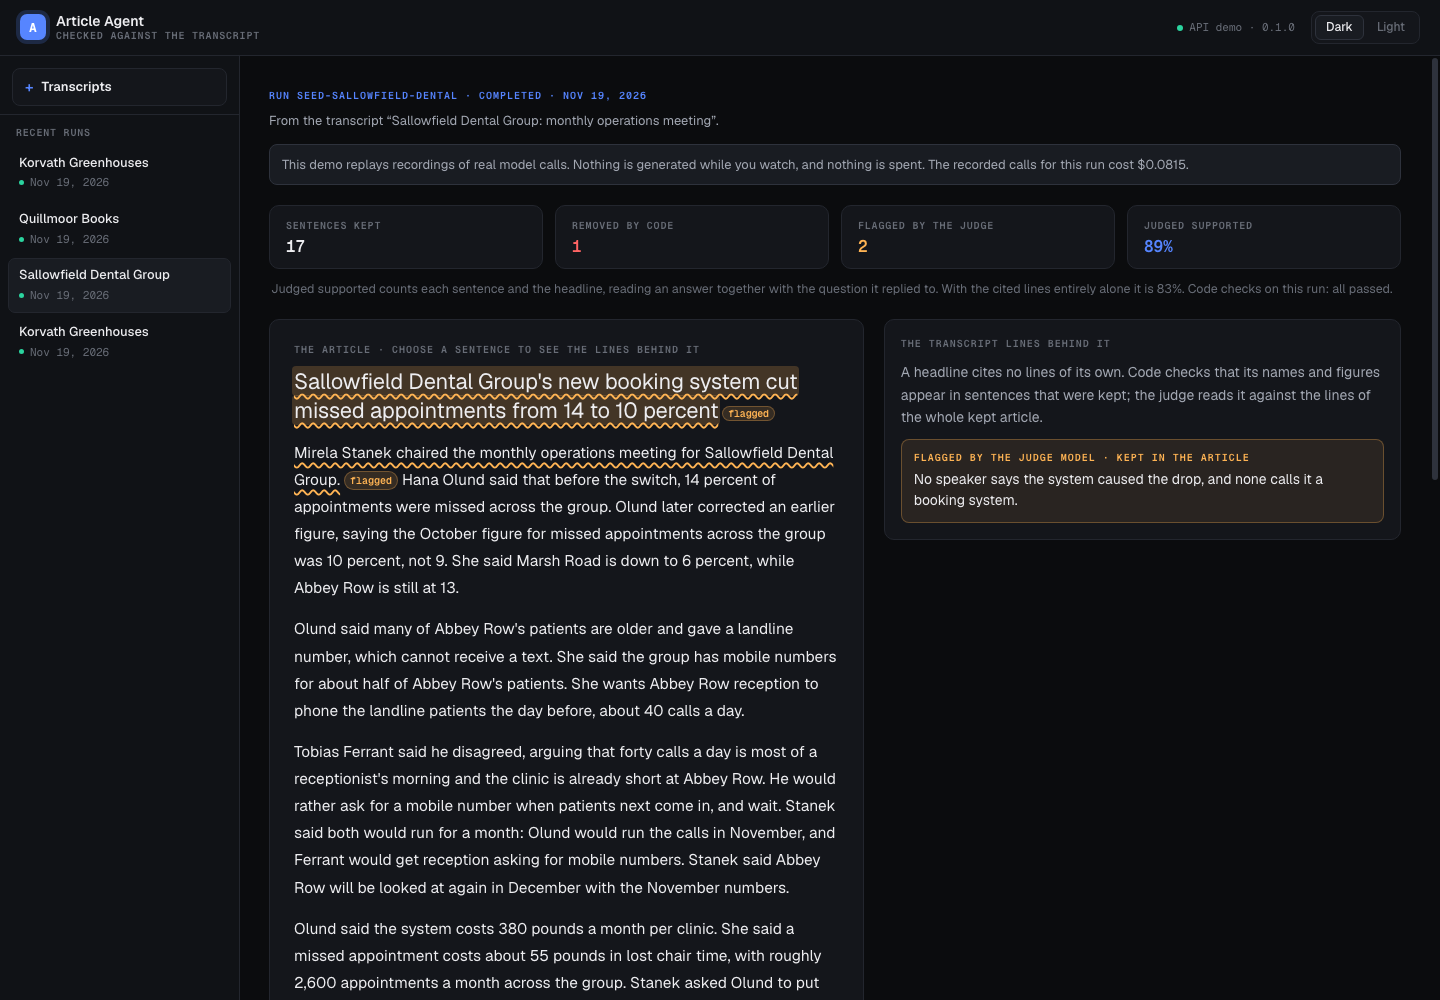 A
Article Agent
CHECKED AGAINST THE TRANSCRIPT
API demo · 0.1.0
Dark
Light
+ Transcripts
RECENT RUNS
Korvath Greenhouses
Nov 19, 2026
Quillmoor Books
Nov 19, 2026
Sallowfield Dental Group
Nov 19, 2026
Korvath Greenhouses
Nov 19, 2026
RUN SEED-SALLOWFIELD-DENTAL · COMPLETED · NOV 19, 2026
From the transcript “Sallowfield Dental Group: monthly operations meeting”.
This demo replays recordings of real model calls. Nothing is generated while you watch, and nothing is spent. The recorded calls for this run cost $0.0815.
SENTENCES KEPT
17
REMOVED BY CODE
1
FLAGGED BY THE JUDGE
2
JUDGED SUPPORTED
89%
Judged supported counts each sentence and the headline, reading an answer together with the question it replied to. With the cited lines entirely alone it is 83%. Code checks on this run: all passed.
THE ARTICLE · CHOOSE A SENTENCE TO SEE THE LINES BEHIND IT
Sallowfield Dental Group's new booking system cut
missed appointments from 14 to 10 percent flagged
Mirela Stanek chaired the monthly operations meeting for Sallowfield Dental
Group. flagged Hana Olund said that before the switch, 14 percent of
appointments were missed across the group. Olund later corrected an earlier
figure, saying the October figure for missed appointments across the group
was 10 percent, not 9. She said Marsh Road is down to 6 percent, while
Abbey Row is still at 13.
Olund said many of Abbey Row's patients are older and gave a landline
number, which cannot receive a text. She said the group has mobile numbers
for about half of Abbey Row's patients. She wants Abbey Row reception to
phone the landline patients the day before, about 40 calls a day.
Tobias Ferrant said he disagreed, arguing that forty calls a day is most of a
receptionist's morning and the clinic is already short at Abbey Row. He would
rather ask for a mobile number when patients next come in, and wait. Stanek
said both would run for a month: Olund would run the calls in November, and
Ferrant would get reception asking for mobile numbers. Stanek said Abbey
Row will be looked at again in December with the November numbers.
Olund said the system costs 380 pounds a month per clinic. She said a
missed appointment costs about 55 pounds in lost chair time, with roughly
2,600 appointments a month across the group. Stanek asked Olund to put
THE TRANSCRIPT LINES BEHIND IT
A headline cites no lines of its own. Code checks that its names and figures
appear in sentences that were kept; the judge reads it against the lines of
the whole kept article.
FLAGGED BY THE JUDGE MODEL · KEPT IN THE ARTICLE
No speaker says the system caused the drop, and none calls it a
booking system.